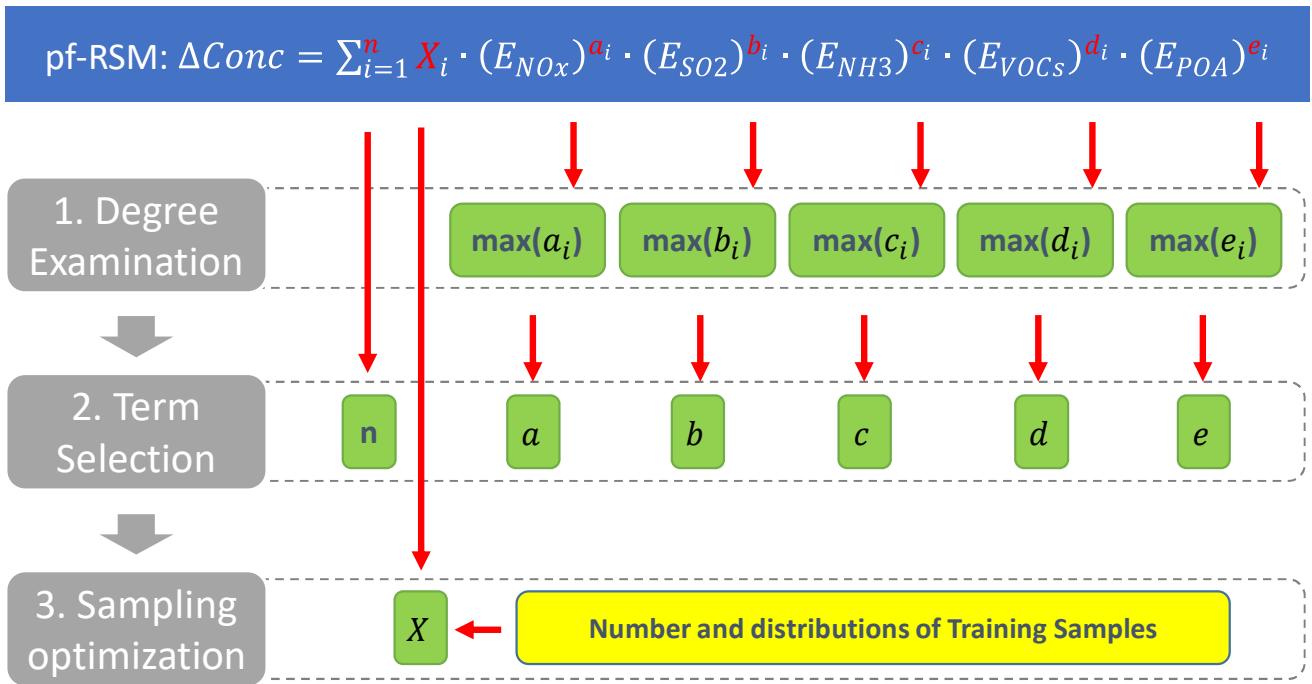 pf-RSM: ΔConc = ∑ⁿᵢ₌₁ Xᵢ · (E_NOx)^aᵢ · (E_SO2)^bᵢ · (E_NH3)^cᵢ · (E_VOCs)^dᵢ · (E_POA)^eᵢ
1. Degree
Examination
max(aᵢ) max(bᵢ) max(cᵢ) max(dᵢ) max(eᵢ)
2. Term
Selection
n a b c d e
3. Sampling
optimization
X Number and distributions of Training Samples